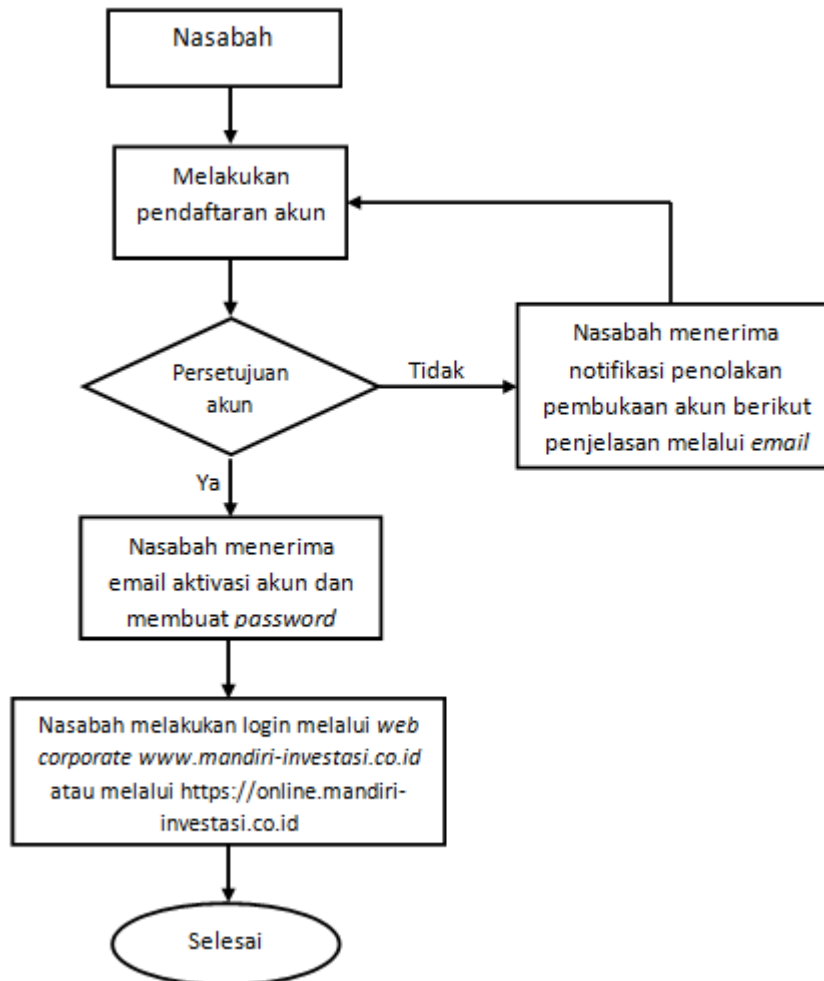 Nasabah
Melakukan
pendaftaran akun
Persetujuan
akun
Tidak
Nasabah menerima
notifikasi penolakan
pembukaan akun berikut
penjelasan melalui email
Ya
Nasabah menerima
email aktivasi akun dan
membuat password
Nasabah melakukan login melalui web
corporate www.mandiri-investasi.co.id
atau melalui https://online.mandiri-
investasi.co.id
Selesai